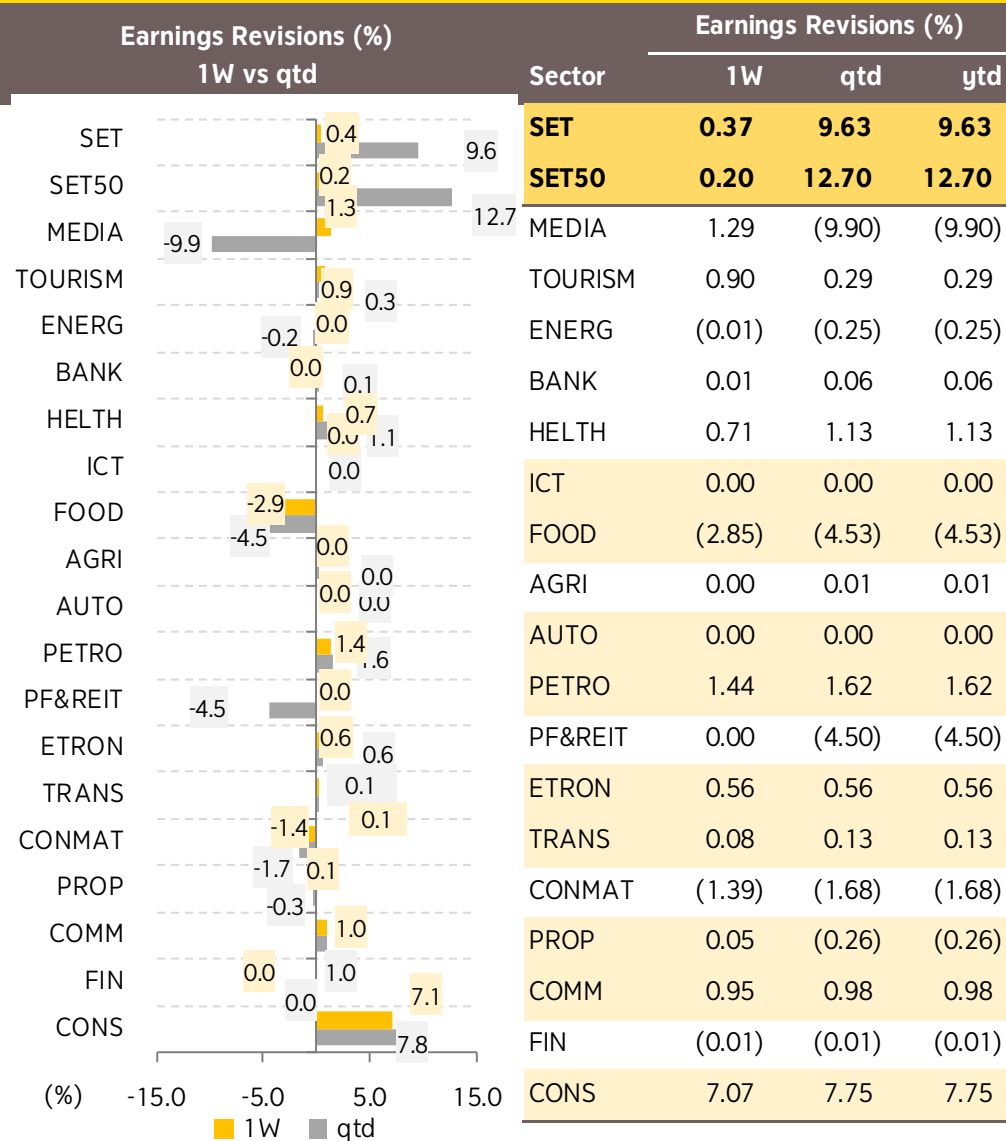 Earnings Revisions (%)
1W vs qtd
SET
0.4
9.6
SET50
0.2
12.7
MEDIA
1.3
-9.9
TOURISM
0.9
0.3
ENERG
0.0
-0.2
BANK
0.0
0.1
HELTH
0.7
1.1
ICT
0.0
0.0
FOOD
-2.9
-4.5
AGRI
0.0
0.0
AUTO
0.0
0.0
PETRO
1.4
1.6
PF&REIT
0.0
-4.5
ETRON
0.6
0.6
TRANS
0.1
0.1
CONMAT
-1.4
-1.7
PROP
0.1
-0.3
COMM
1.0
1.0
FIN
0.0
0.0
CONS
7.1
7.8
(%) -15.0 -5.0 5.0 15.0
1W qtd
Earnings Revisions (%)
Sector 1W qtd ytd
SET 0.37 9.63 9.63
SET50 0.20 12.70 12.70
MEDIA 1.29 (9.90) (9.90)
TOURISM 0.90 0.29 0.29
ENERG (0.01) (0.25) (0.25)
BANK 0.01 0.06 0.06
HELTH 0.71 1.13 1.13
ICT 0.00 0.00 0.00
FOOD (2.85) (4.53) (4.53)
AGRI 0.00 0.01 0.01
AUTO 0.00 0.00 0.00
PETRO 1.44 1.62 1.62
PF&REIT 0.00 (4.50) (4.50)
ETRON 0.56 0.56 0.56
TRANS 0.08 0.13 0.13
CONMAT (1.39) (1.68) (1.68)
PROP 0.05 (0.26) (0.26)
COMM 0.95 0.98 0.98
FIN (0.01) (0.01) (0.01)
CONS 7.07 7.75 7.75